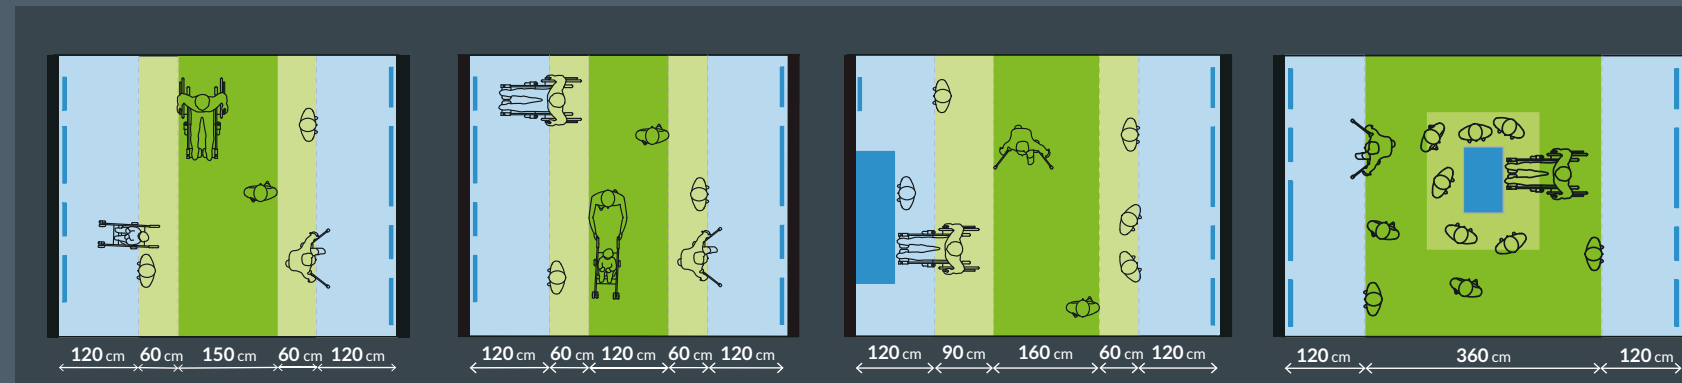 120 cm 60 cm 150 cm 60 cm 120 cm
120 cm 60 cm 120 cm 60 cm 120 cm
120 cm 90 cm 160 cm 60 cm 120 cm
120 cm 360 cm 120 cm